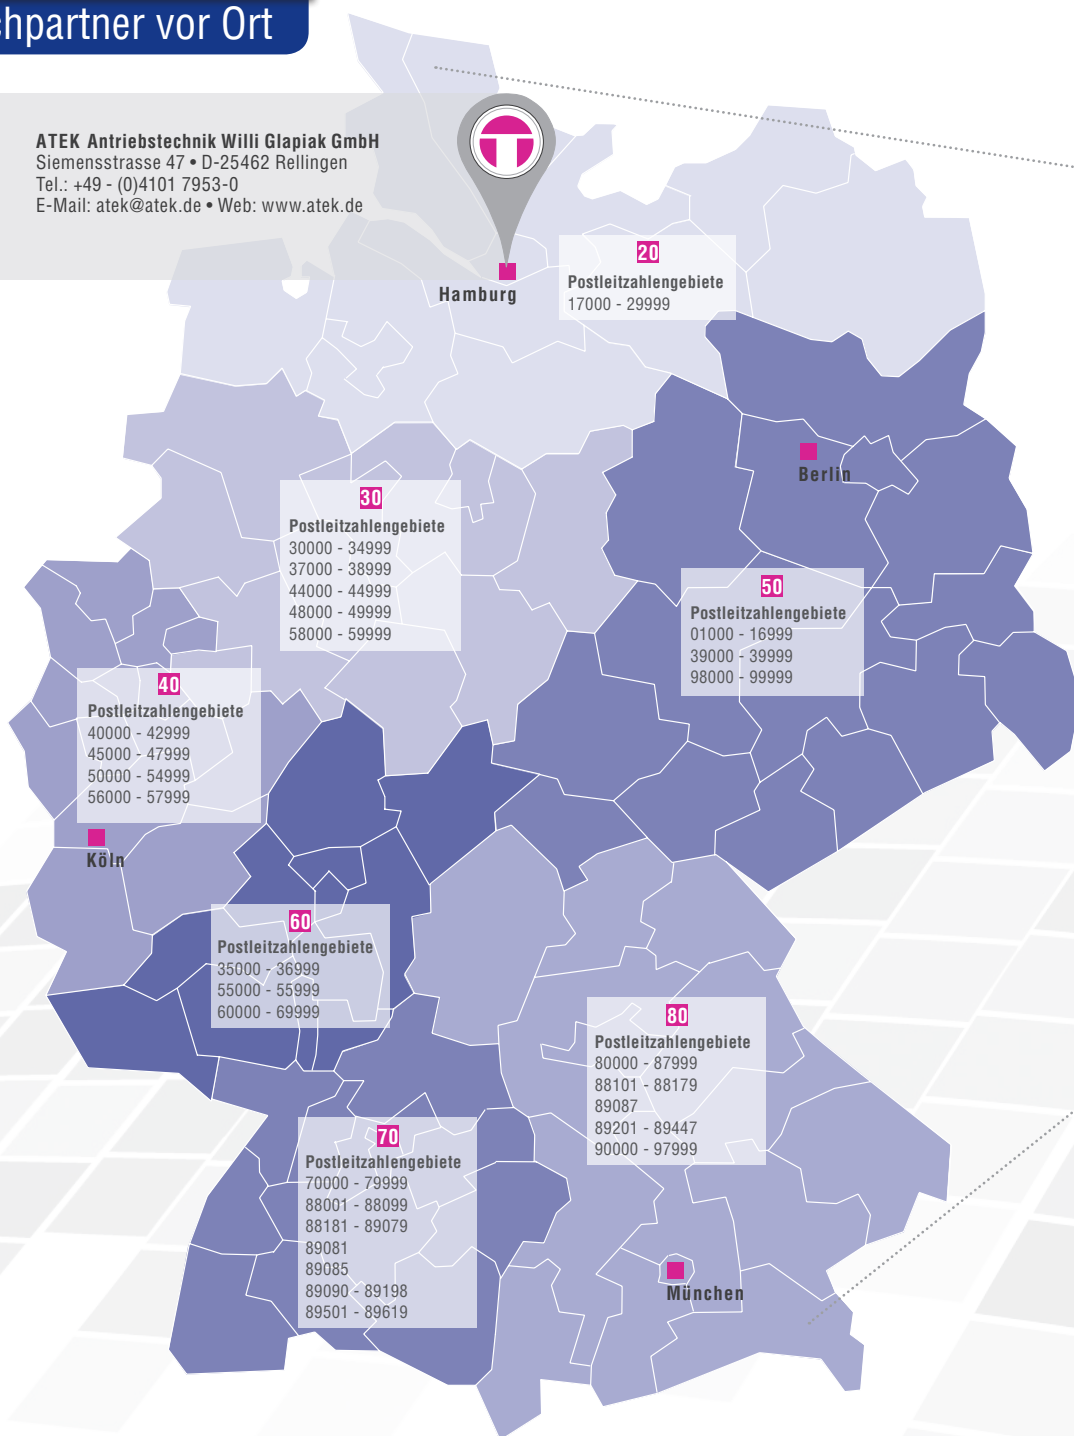 vor Ort
ATEK Antriebstechnik Willi Glapiak GmbH
Siemensstrasse 47 • D-25462 Rellingen
Tel.: +49 - (0)4101 7953-0
E-Mail: atek@atek.de • Web: www.atek.de
Hamburg
20
Postleitzahlengebiete
17000 - 29999
Berlin
30
Postleitzahlengebiete
30000 - 34999
37000 - 38999
44000 - 44999
48000 - 49999
58000 - 59999
50
Postleitzahlengebiete
01000 - 16999
39000 - 39999
98000 - 99999
40
Postleitzahlengebiete
40000 - 42999
45000 - 47999
50000 - 54999
56000 - 57999
Köln
60
Postleitzahlengebiete
35000 - 36999
55000 - 55999
60000 - 69999
80
Postleitzahlengebiete
80000 - 87999
88101 - 88179
89087
89201 - 89447
90000 - 97999
70
Postleitzahlengebiete
70000 - 79999
88001 - 88099
88181 - 89079
89081
89085
89090 - 89198
89501 - 89619
München